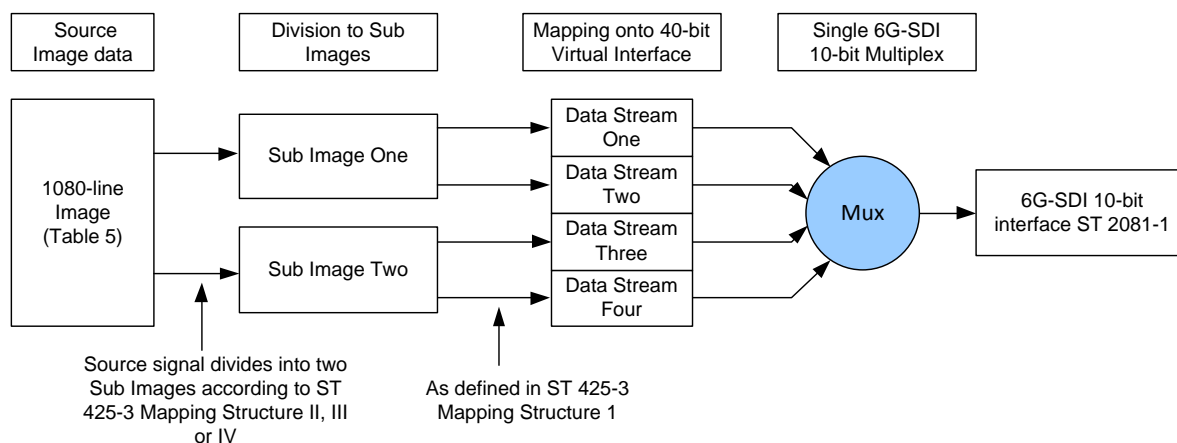 Source
Image data
Division to Sub
Images
Mapping onto 40-bit
Virtual Interface
Single 6G-SDI
10-bit Multiplex
1080-line
Image
(Table 5)
Sub Image One
Sub Image Two
Data Stream
One
Data Stream
Two
Data Stream
Three
Data Stream
Four
Mux
6G-SDI 10-bit
interface ST 2081-1
Source signal divides into two
Sub Images according to ST
425-3 Mapping Structure II, III
or IV
As defined in ST 425-3
Mapping Structure 1